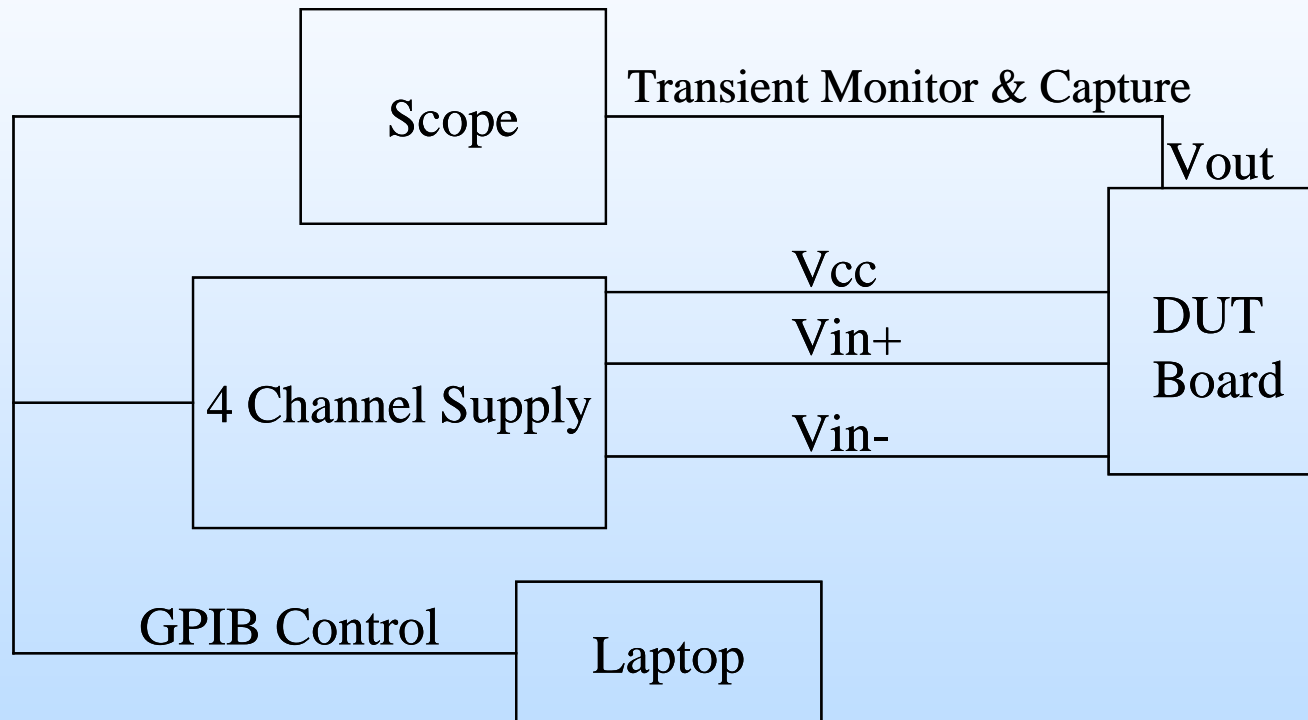 Transient Monitor & Capture
Scope
Vout
Vcc
DUT
Board
Vin+
4 Channel Supply
Vin-
GPIB Control
Laptop